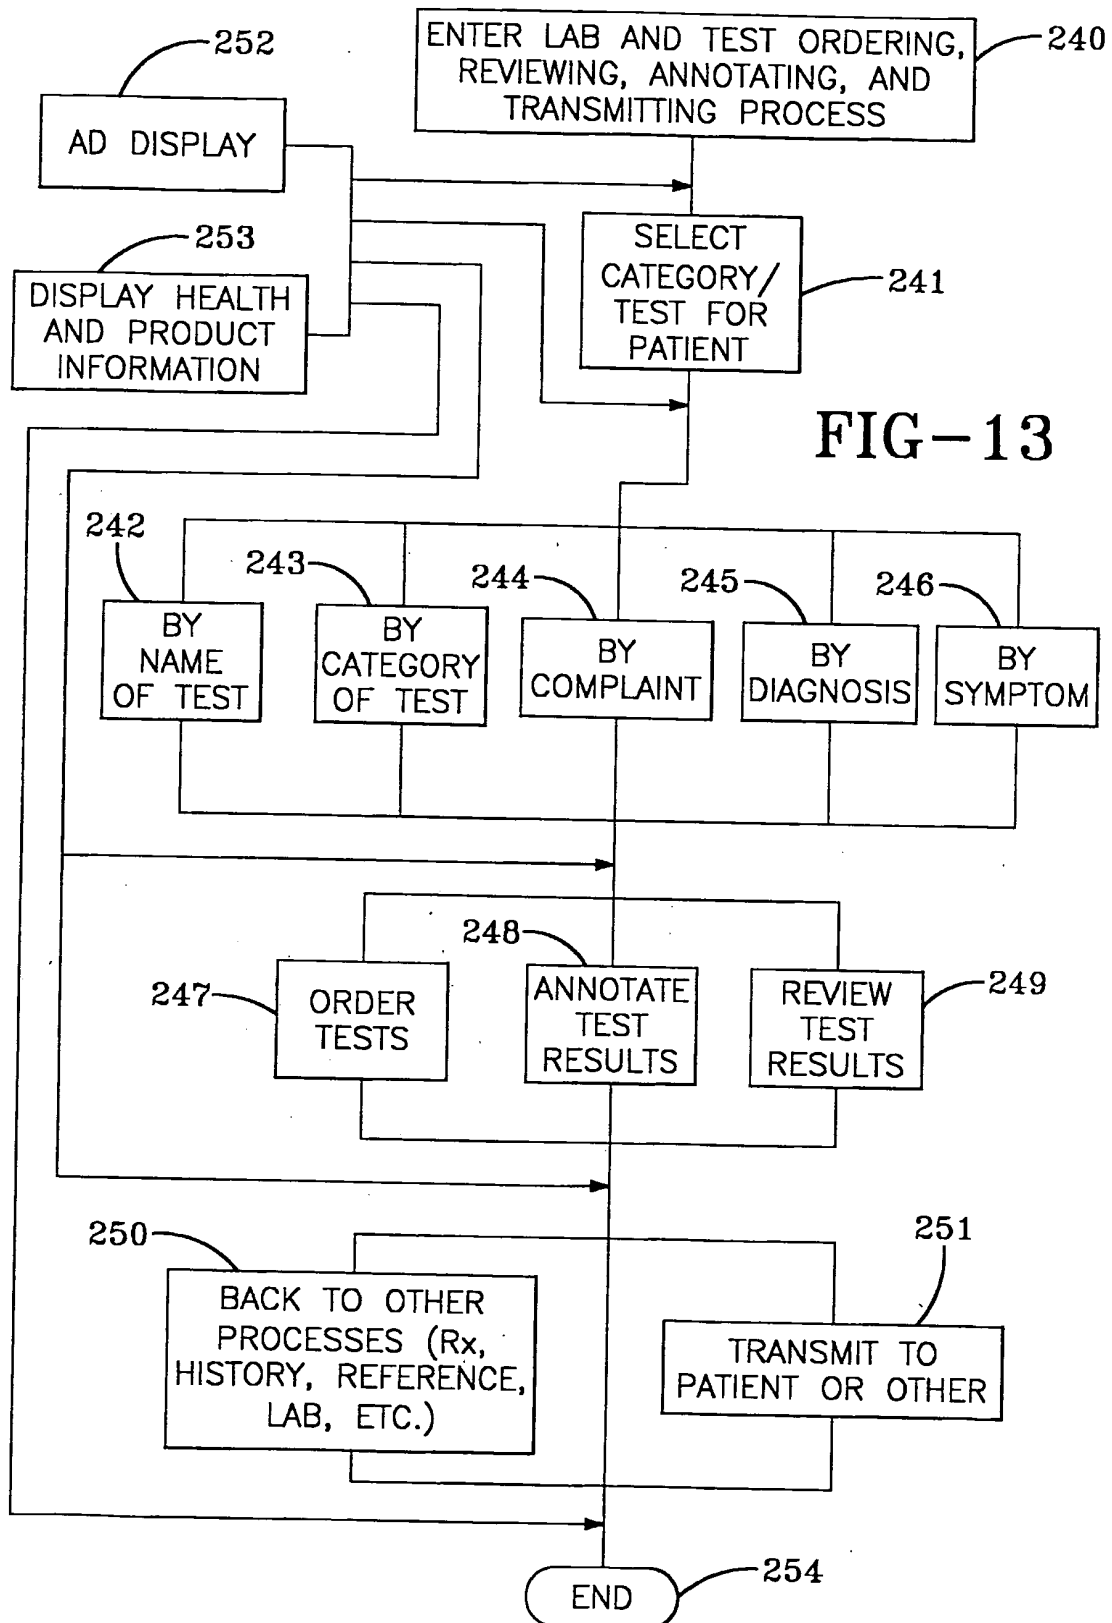 252
AD DISPLAY
ENTER LAB AND TEST ORDERING,
REVIEWING, ANNOTATING, AND
TRANSMITTING PROCESS
240
253
DISPLAY HEALTH
AND PRODUCT
INFORMATION
SELECT
CATEGORY/
TEST FOR
PATIENT
241
FIG-13
242
BY
NAME
OF TEST
243
BY
CATEGORY
OF TEST
244
BY
COMPLAINT
245
BY
DIAGNOSIS
246
BY
SYMPTOM
247
ORDER
TESTS
248
ANNOTATE
TEST
RESULTS
249
REVIEW
TEST
RESULTS
250
BACK TO OTHER
PROCESSES (Rx,
HISTORY, REFERENCE,
LAB, ETC.)
251
TRANSMIT TO
PATIENT OR OTHER
END
254